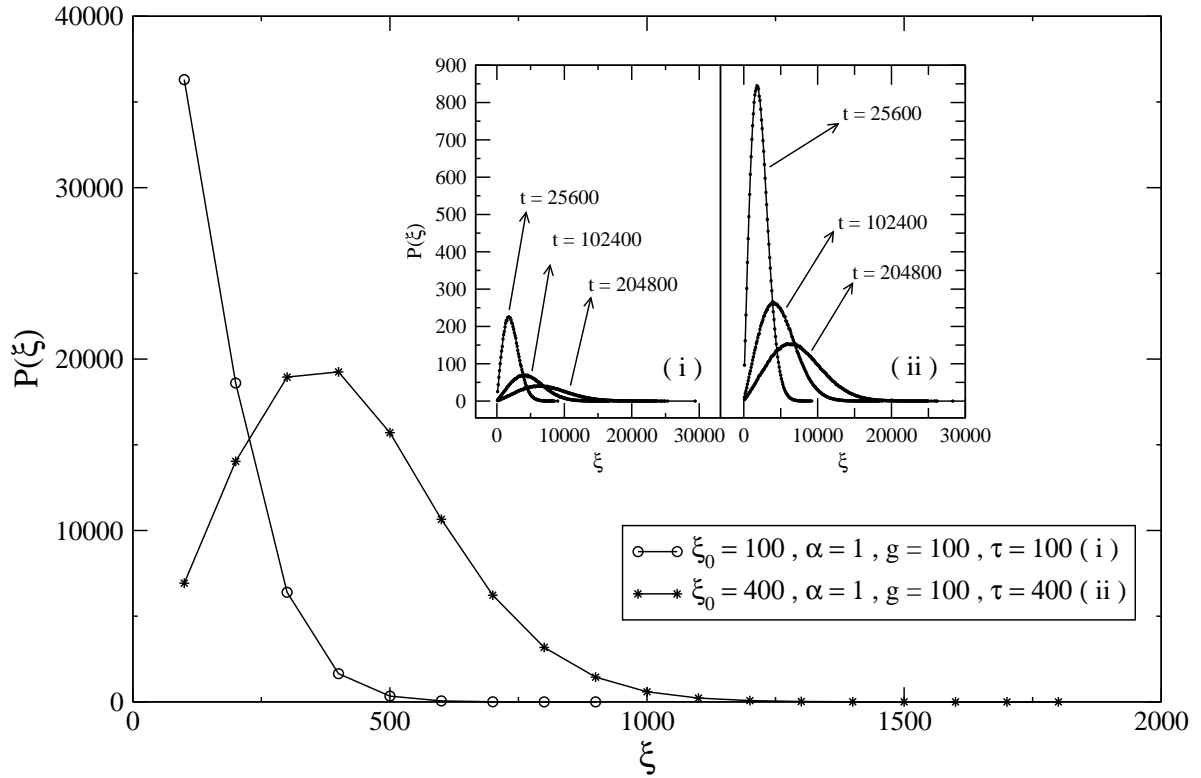 40000
30000
20000
10000
0
P(ξ)
0 500 1000 1500 2000
ξ
900
800
700
600
500
400
300
200
100
0
P(ξ)
t = 25600
t = 102400
t = 204800
( i )
0 10000 20000 30000
ξ
t = 25600
t = 102400
t = 204800
( ii )
0 10000 20000 30000
ξ
ξ₀ = 100 , α = 1 , g = 100 , τ = 100 ( i )
ξ₀ = 400 , α = 1 , g = 100 , τ = 400 ( ii )